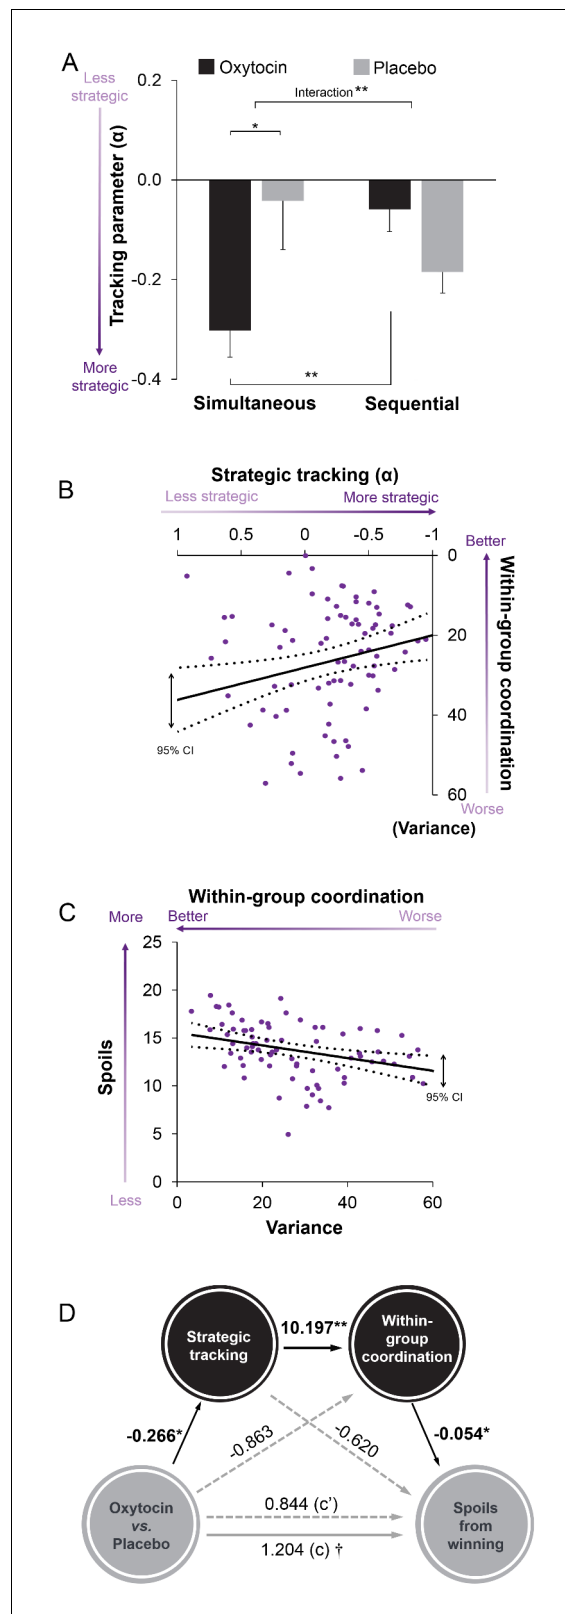 A
Oxytocin
Placebo
Less
strategic
0.2
Interaction **
*
Tracking parameter (α)
0.0
-0.2
More
strategic
-0.4
**
Simultaneous
Sequential
B
Strategic tracking (α)
Less strategic
More strategic
1
0.5
0
-0.5
-1
Better
0
20
40
60
Within-group coordination
95% CI
Worse
(Variance)
C
Within-group coordination
More
Better
Worse
25
20
15
10
5
0
Spoils
95% CI
Less
0
20
40
60
Variance
D
Strategic
tracking
10.197**
Within-
group
coordination
-0.266*
-0.863
-0.620
-0.054*
Oxytocin
vs.
Placebo
0.844 (c')
1.204 (c) †
Spoils
from
winning